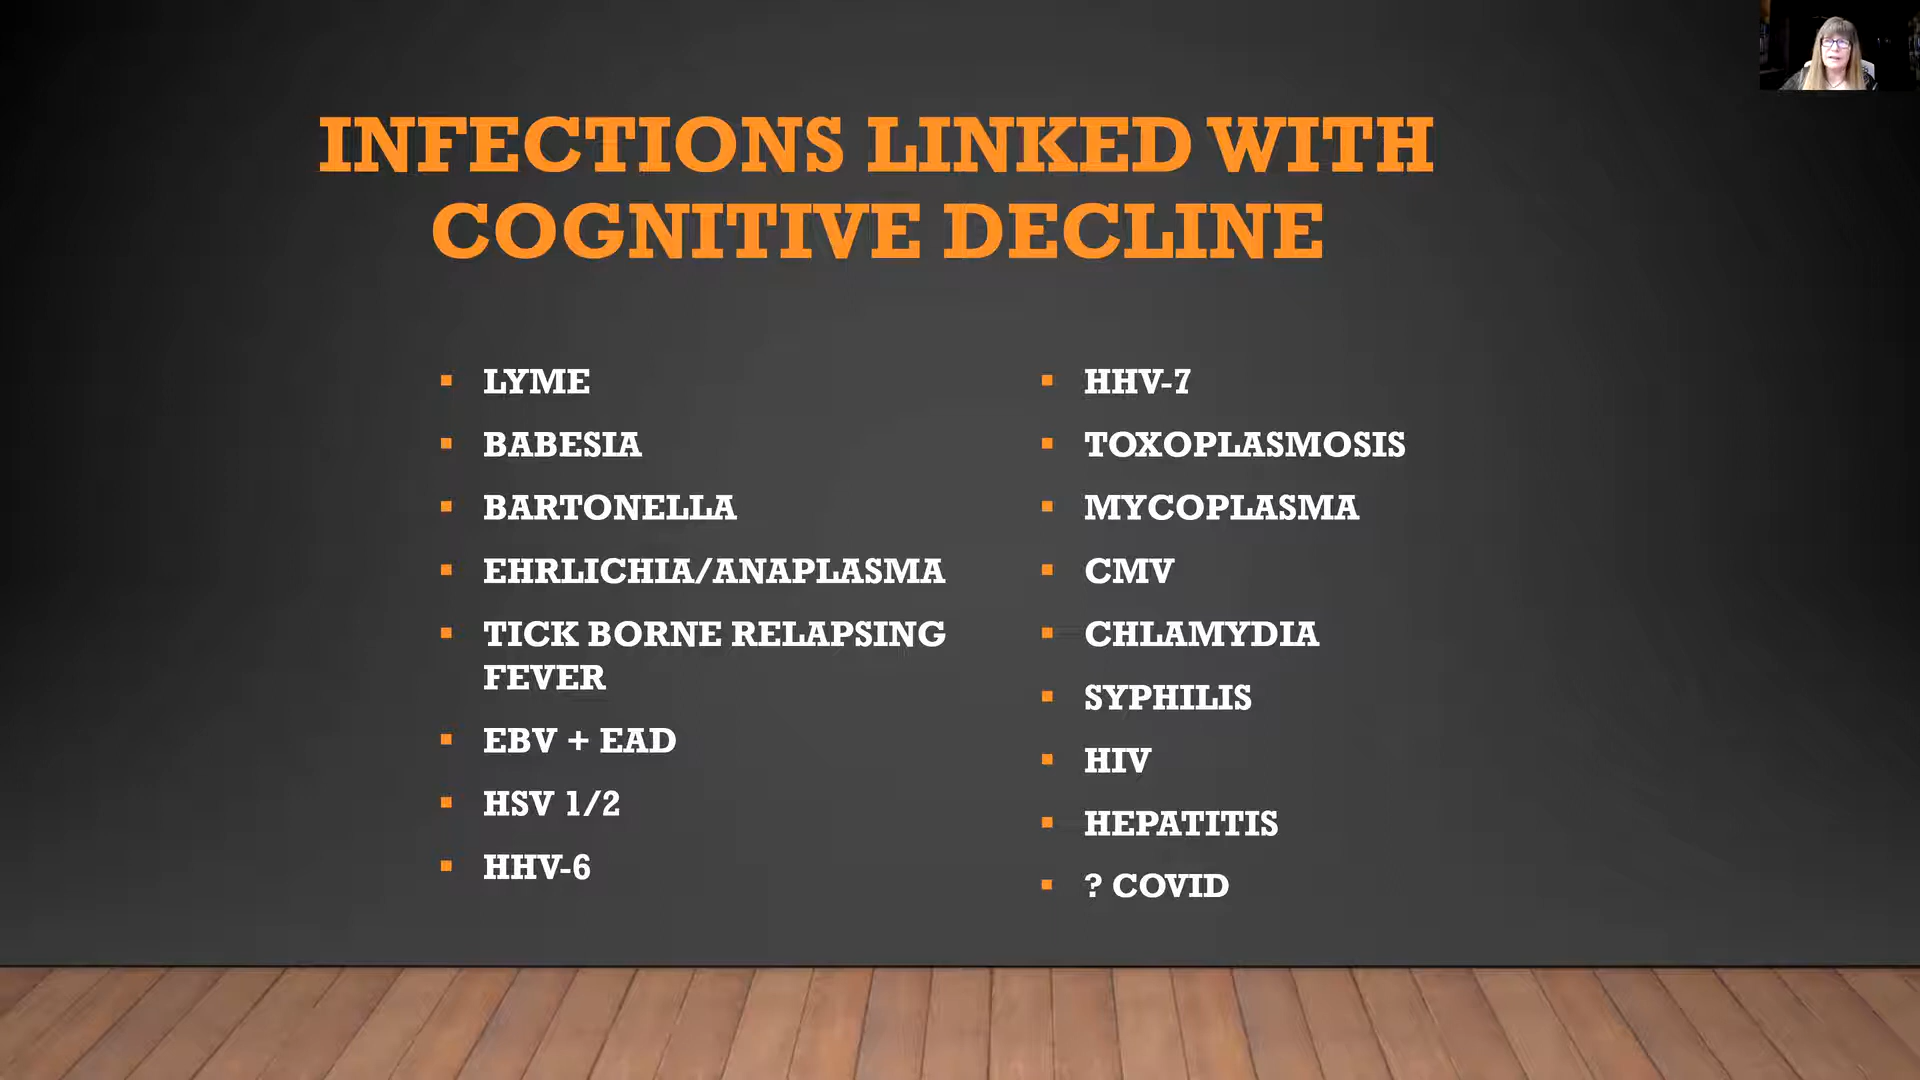 INFECTIONS LINKED WITH
COGNITIVE DECLINE
LYME
BABESIA
BARTONELLA
EHRLICHIA/ANAPLASMA
TICK BORNE RELAPSING
FEVER
EBV + EAD
HSV 1/2
HHV-6
HHV-7
TOXOPLASMOSIS
MYCOPLASMA
CMV
CHLAMYDIA
SYPHILIS
HIV
HEPATITIS
? COVID